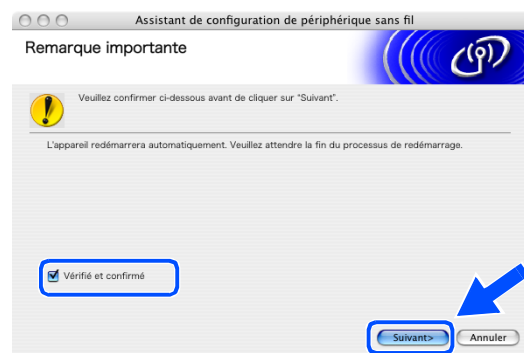 Assistant de configuration de périphérique sans fil
Remarque importante
Veuillez confirmer ci-dessous avant de cliquer sur "Suivant".
L'appareil redémarrera automatiquement. Veuillez attendre la fin du processus de redémarrage.
Vérifié et confirmé
Suivant> Annuler